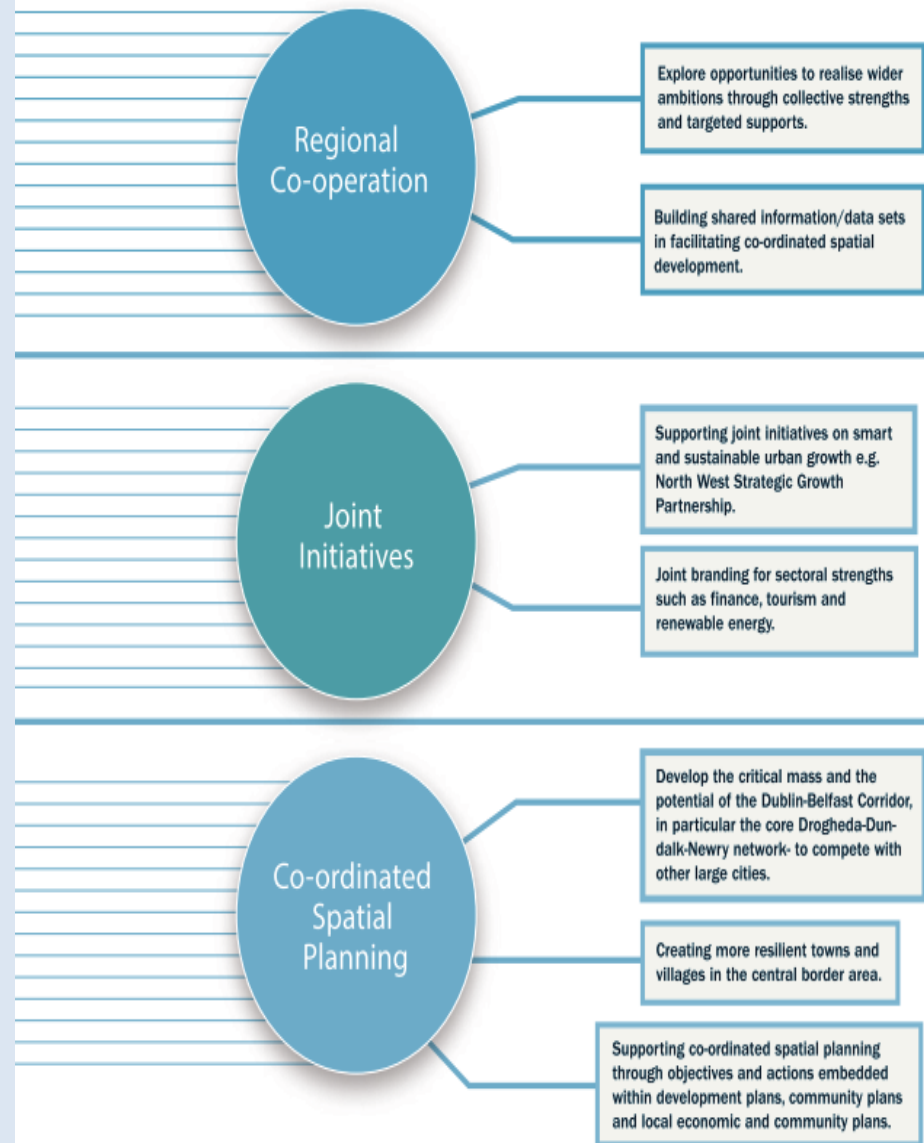 Regional
Co-operation
Explore opportunities to realise wider
ambitions through collective strengths
and targeted supports.
Building shared information/data sets
in facilitating co-ordinated spatial
development.
Joint
Initiatives
Supporting joint initiatives on smart
and sustainable urban growth e.g.
North West Strategic Growth
Partnership.
Joint branding for sectoral strengths
such as finance, tourism and
renewable energy.
Co-ordinated
Spatial
Planning
Develop the critical mass and the
potential of the Dublin-Belfast Corridor,
in particular the core Drogheda-Dun-
dalk-Newry network- to compete with
other large cities.
Creating more resilient towns and
villages in the central border area.
Supporting co-ordinated spatial planning
through objectives and actions embedded
within development plans, community plans
and local economic and community plans.